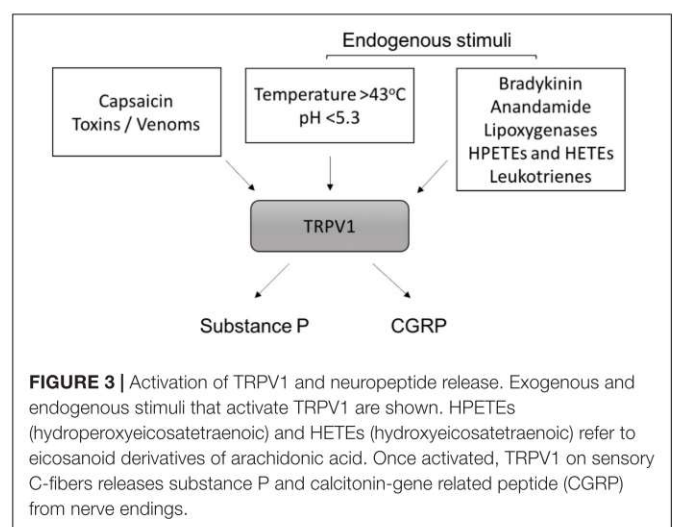 Endogenous stimuli
Capsaicin
Toxins / Venoms
Temperature >43°C
pH <5.3
Bradykinin
Anandamide
Lipoxygenases
HPETEs and HETEs
Leukotrienes
TRPV1
Substance P
CGRP
FIGURE 3 | Activation of TRPV1 and neuropeptide release. Exogenous and
endogenous stimuli that activate TRPV1 are shown. HPETEs
(hydroperoxyeicosatetraenoic) and HETEs (hydroxyeicosatetraenoic) refer to
eicosanoid derivatives of arachidonic acid. Once activated, TRPV1 on sensory
C-fibers releases substance P and calcitonin-gene related peptide (CGRP)
from nerve endings.